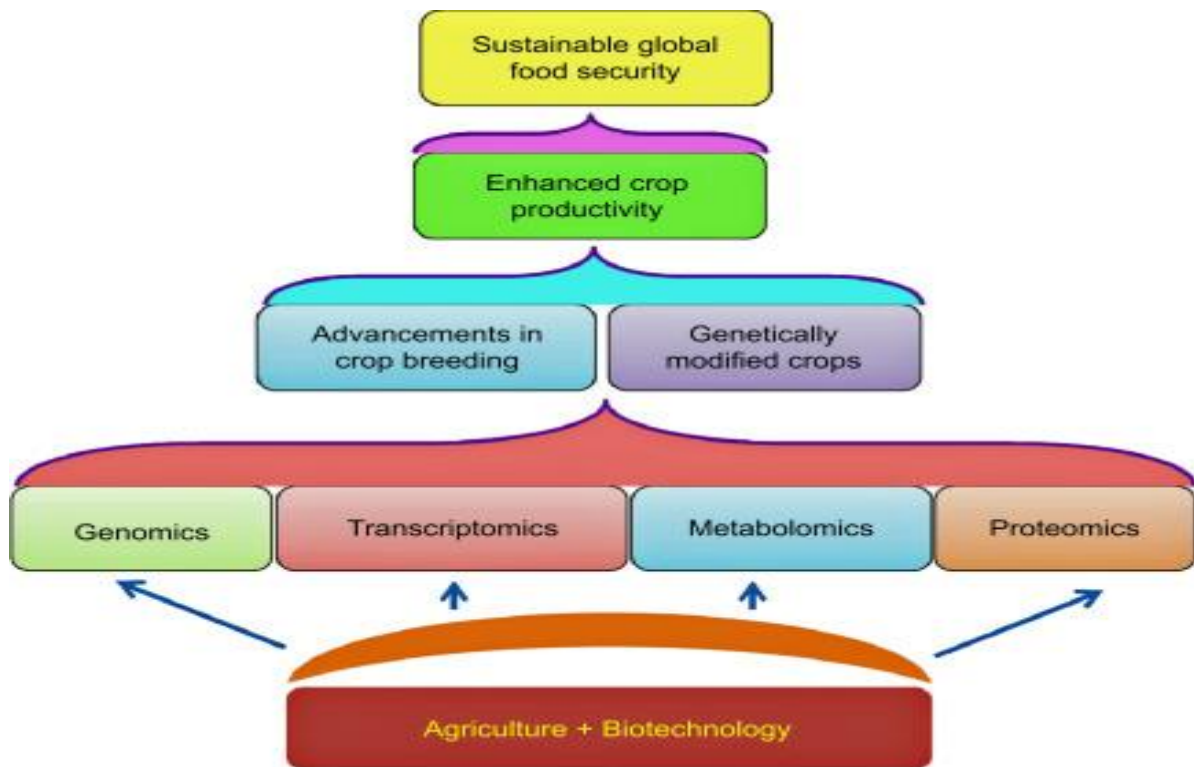 Sustainable global
food security
Enhanced crop
productivity
Advancements in
crop breeding
Genetically
modified crops
Genomics
Transcriptomics
Metabolomics
Proteomics
Agriculture + Biotechnology